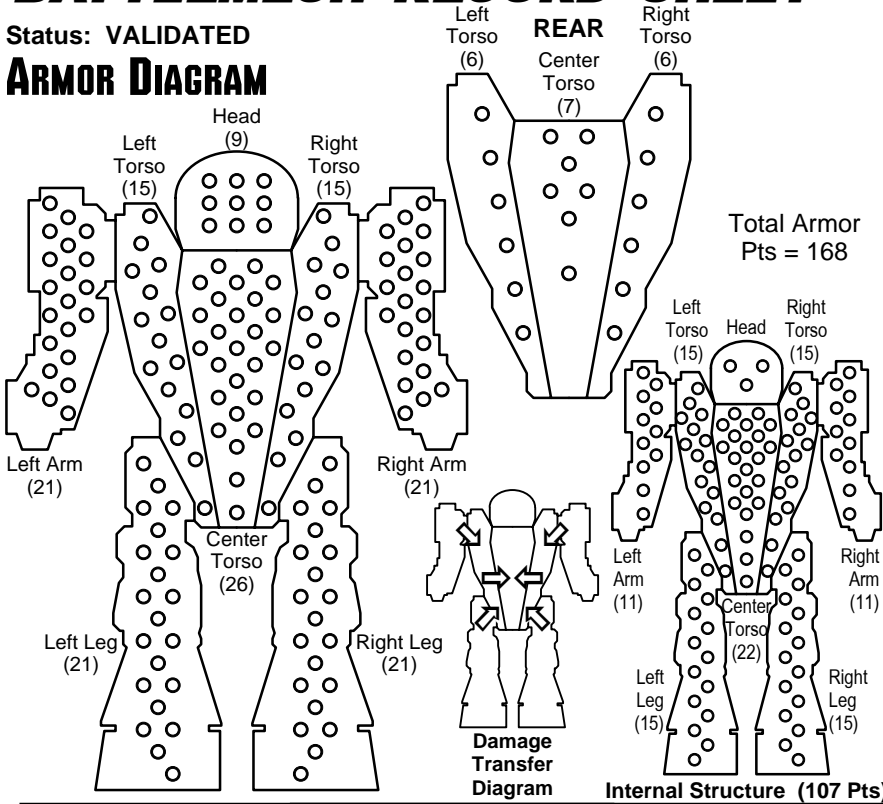 Status: VALIDATED
ARMOR DIAGRAM
Head
(9)
Left
Torso
(15)
Right
Torso
(15)
Left Arm
(21)
Right Arm
(21)
Center
Torso
(26)
Left Leg
(21)
Right Leg
(21)
REAR
Left
Torso
(6)
Center
Torso
(7)
Right
Torso
(6)
Total Armor
Pts = 168
Left
Torso
(15)
Head
Right
Torso
(15)
Left
Arm
(11)
Right
Arm
(11)
Center
Torso
(22)
Left
Leg
(15)
Right
Leg
(15)
Damage
Transfer
Diagram
Internal Structure (107 Pts)